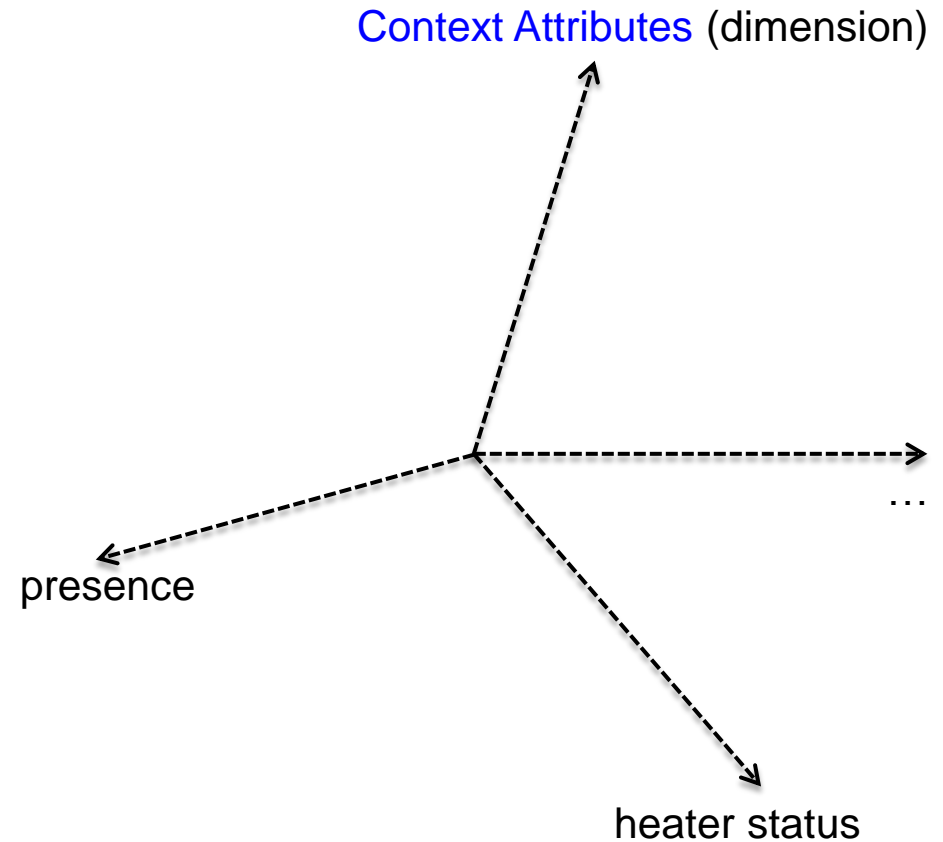 Context Attributes (dimension)
…
presence
heater status